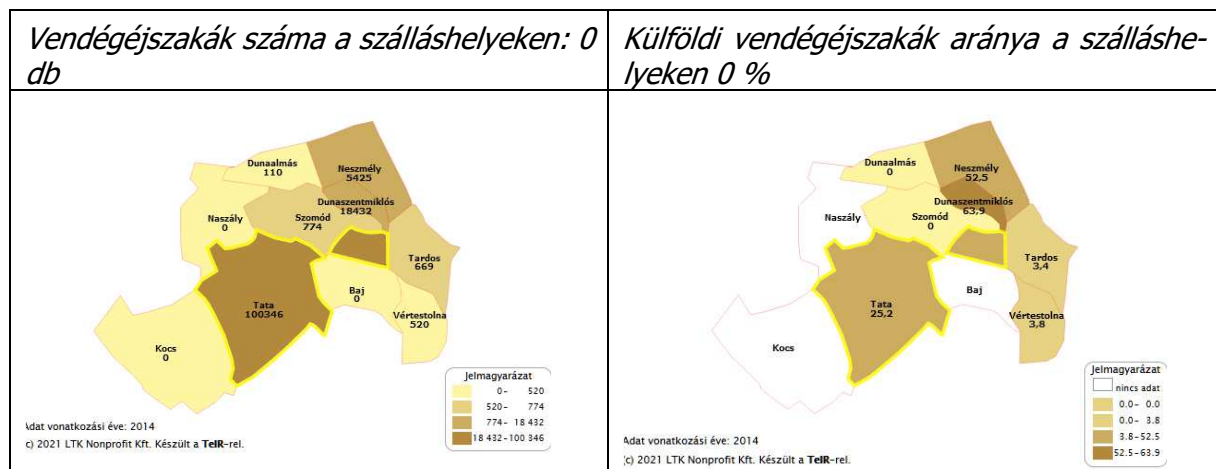 Vendégéjszakák száma a szálláshelyeken: 0
db
Külföldi vendégéjszakák aránya a szálláshe-
lyeken 0 %
Dunaalmás
110
Neszmély
5425
Dunaszentmiklós
18432
Naszály
0
Szomód
774
Tardos
669
Baj
0
Tata
100346
Vértestolna
520
Kocs
0
Jelmagyarázat
0- 520
520- 774
774- 18 432
18 432-100 346
Adat vonatkozási éve: 2014
c) 2021 LTK Nonprofit Kft. Készült a TeIR-rel.
Dunaalmás
0
Neszmély
52,5
Dunaszentmiklós
63,9
Naszály
Szomód
0
Tardos
3,4
Baj
Tata
25,2
Vértestolna
3,8
Kocs
Jelmagyarázat
nincs adat
0.0- 0.0
0.0- 3.8
3.8-52.5
52.5-63.9
Adat vonatkozási éve: 2014
(c) 2021 LTK Nonprofit Kft. Készült a TeIR-rel.